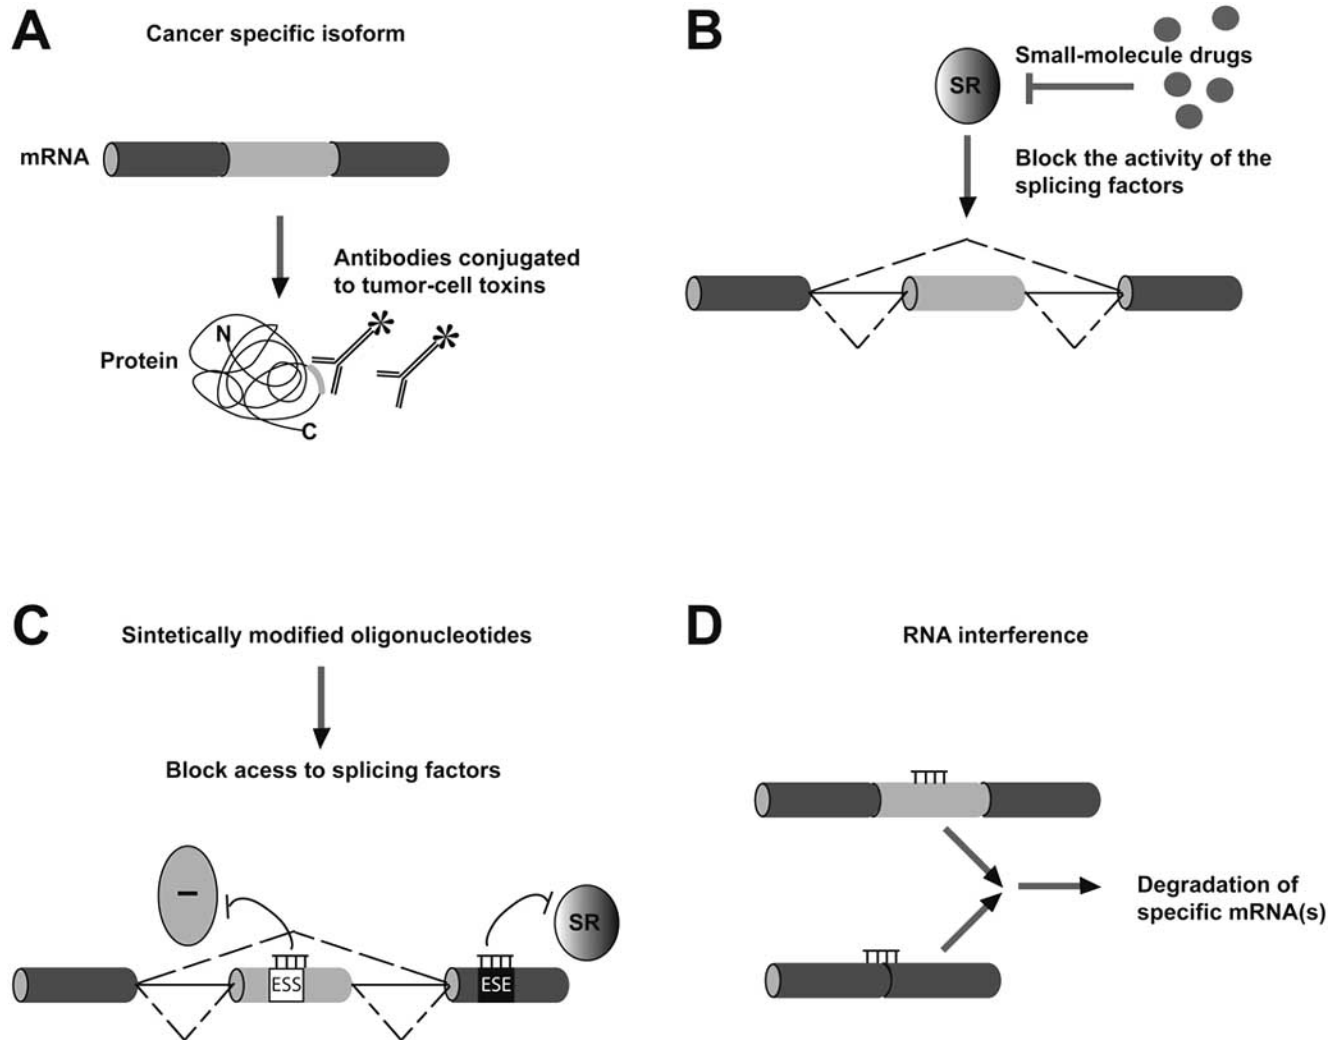 A
Cancer specific isoform
mRNA
Antibodies conjugated
to tumor-cell toxins
N
Protein
C
B
Small-molecule drugs
SR
Block the activity of the
splicing factors
C
Sintetically modified oligonucleotides
Block acess to splicing factors
–
SR
ESS
ESE
D
RNA interference
Degradation of
specific mRNA(s)